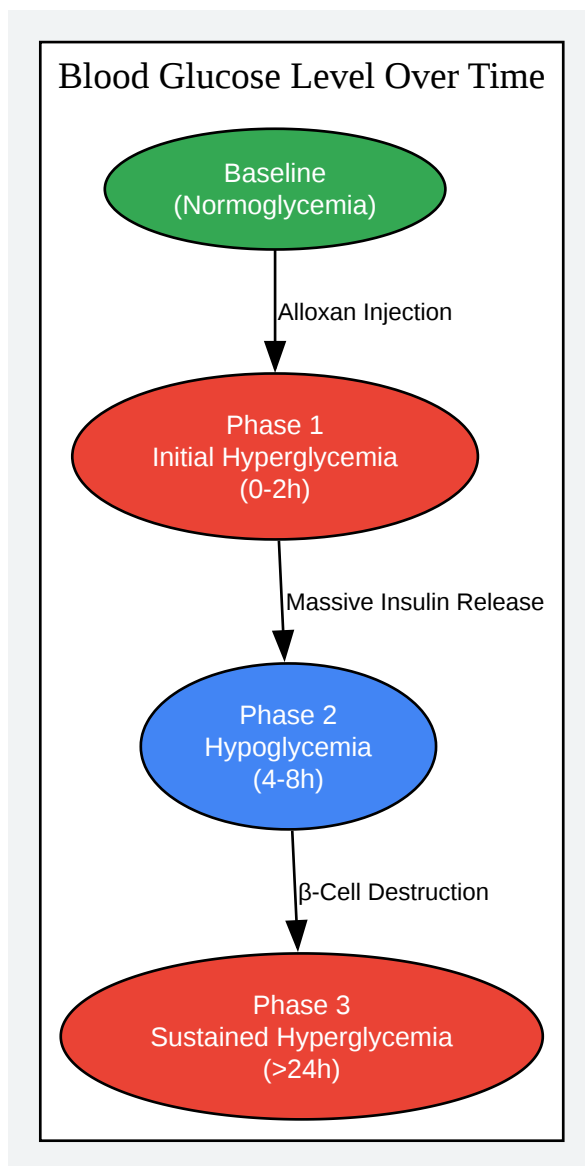 Blood Glucose Level Over Time
Baseline
(Normoglycemia)
Alloxan Injection
Phase 1
Initial Hyperglycemia
(0-2h)
Massive Insulin Release
Phase 2
Hypoglycemia
(4-8h)
β-Cell Destruction
Phase 3
Sustained Hyperglycemia
(>24h)